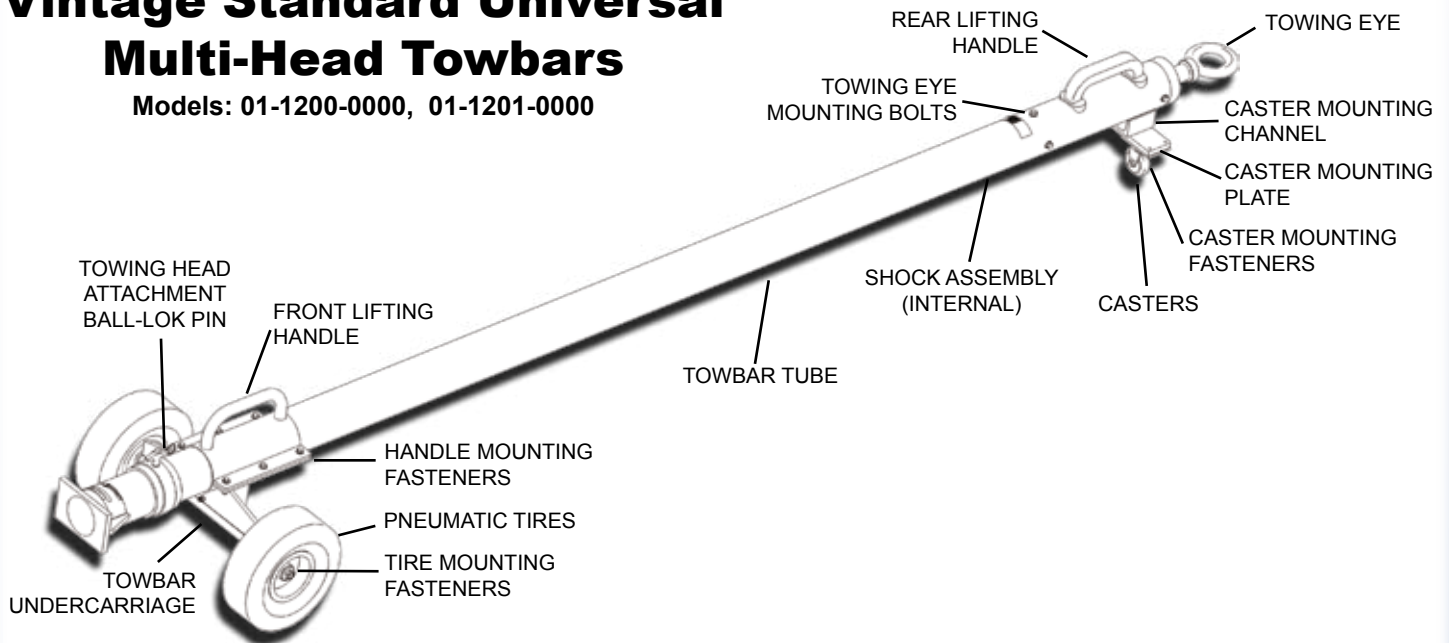 Vintage Standard Universal
Multi-Head Towbars
Models: 01-1200-0000, 01-1201-0000
REAR LIFTING
HANDLE
TOWING EYE
TOWING EYE
MOUNTING BOLTS
CASTER MOUNTING
CHANNEL
CASTER MOUNTING
PLATE
CASTER MOUNTING
FASTENERS
CASTERS
SHOCK ASSEMBLY
(INTERNAL)
TOWBAR TUBE
TOWING HEAD
ATTACHMENT
BALL-LOK PIN
FRONT LIFTING
HANDLE
HANDLE MOUNTING
FASTENERS
PNEUMATIC TIRES
TIRE MOUNTING
FASTENERS
TOWBAR
UNDERCARRIAGE